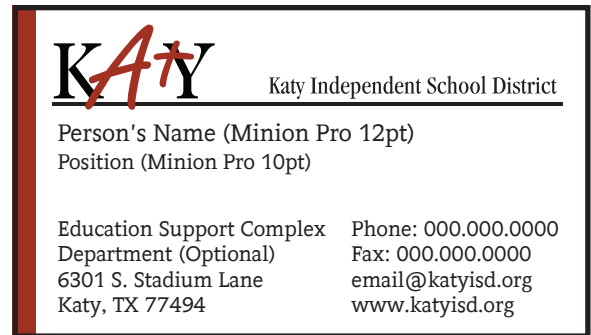 KA+Y
Katy Independent School District
Person's Name (Minion Pro 12pt)
Position (Minion Pro 10pt)
Education Support Complex
Department (Optional)
6301 S. Stadium Lane
Katy, TX 77494
Phone: 000.000.0000
Fax: 000.000.0000
email@katyisd.org
www.katyisd.org